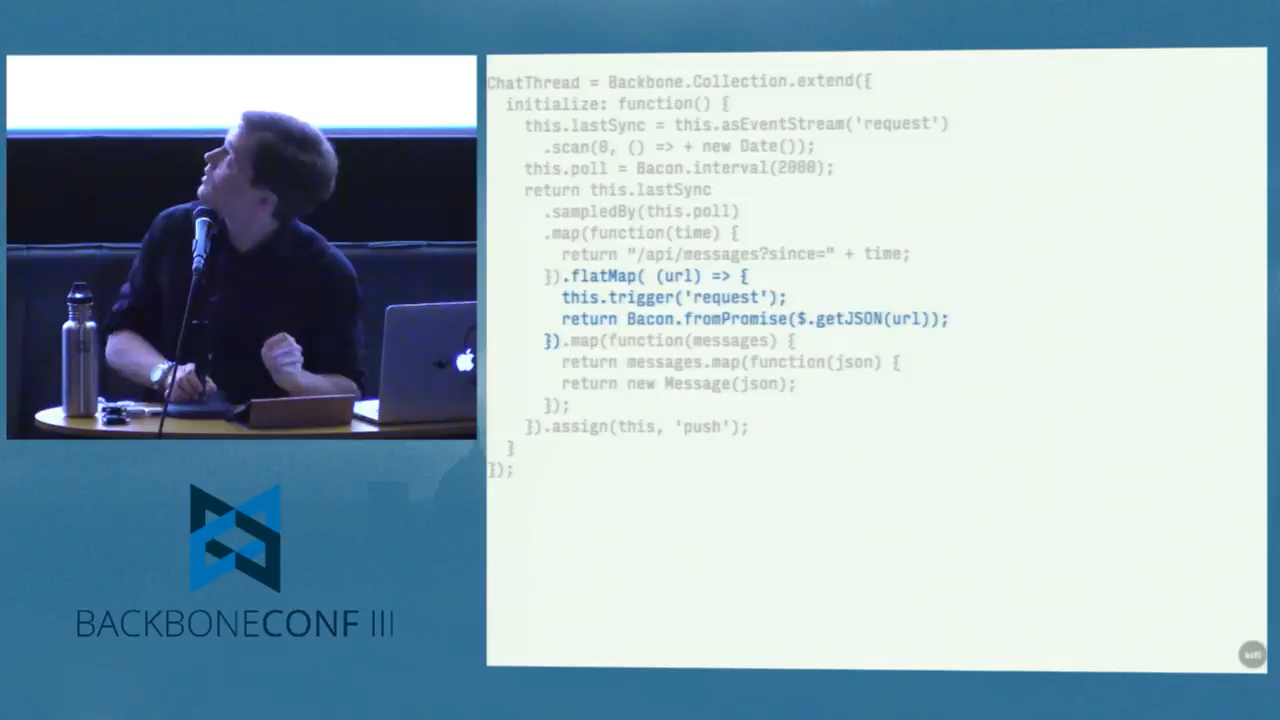 ChatThread = Backbone.Collection.extend({
initialize: function() {
this.lastSync = this.asEventStream('request')
.scan(0, () => + new Date());
this.poll = Bacon.interval(2000);
return this.lastSync
.sampledBy(this.poll)
.map(function(time) {
return "/api/messages?since=" + time;
}).flatMap( (url) => {
this.trigger('request');
return Bacon.fromPromise($.getJSON(url));
}).map(function(messages) {
return messages.map(function(json) {
return new Message(json);
});
}).assign(this, 'push');
}
});
BACKBONECONF III